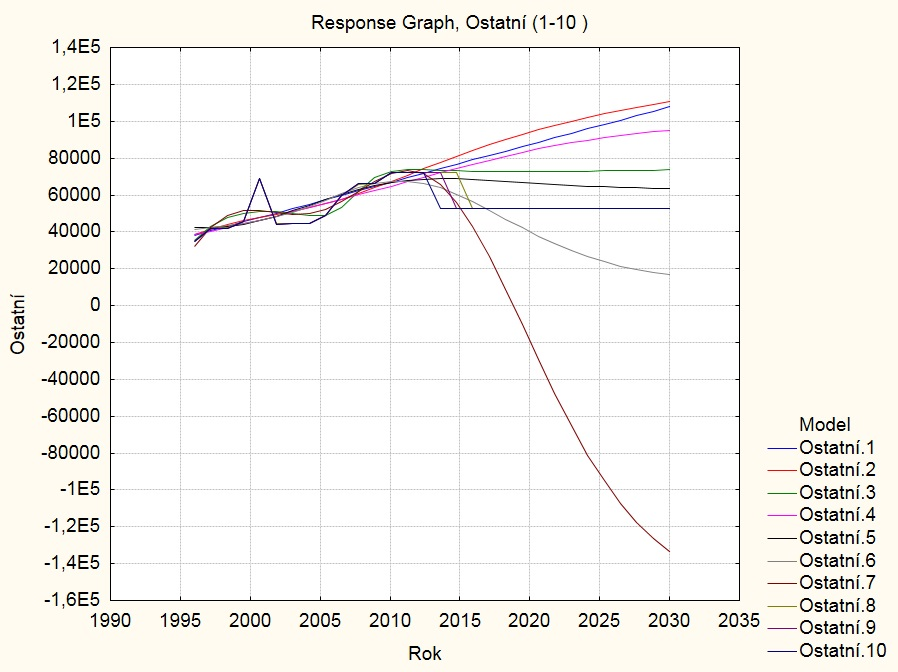 Response Graph, Ostatní (1-10 )
1,4E5
1,2E5
1E5
80000
60000
40000
20000
0
-20000
-40000
-60000
-80000
-1E5
-1,2E5
-1,4E5
-1,6E5
Ostatní
1990 1995 2000 2005 2010 2015 2020 2025 2030 2035
Rok
Model
Ostatní.1
Ostatní.2
Ostatní.3
Ostatní.4
Ostatní.5
Ostatní.6
Ostatní.7
Ostatní.8
Ostatní.9
Ostatní.10